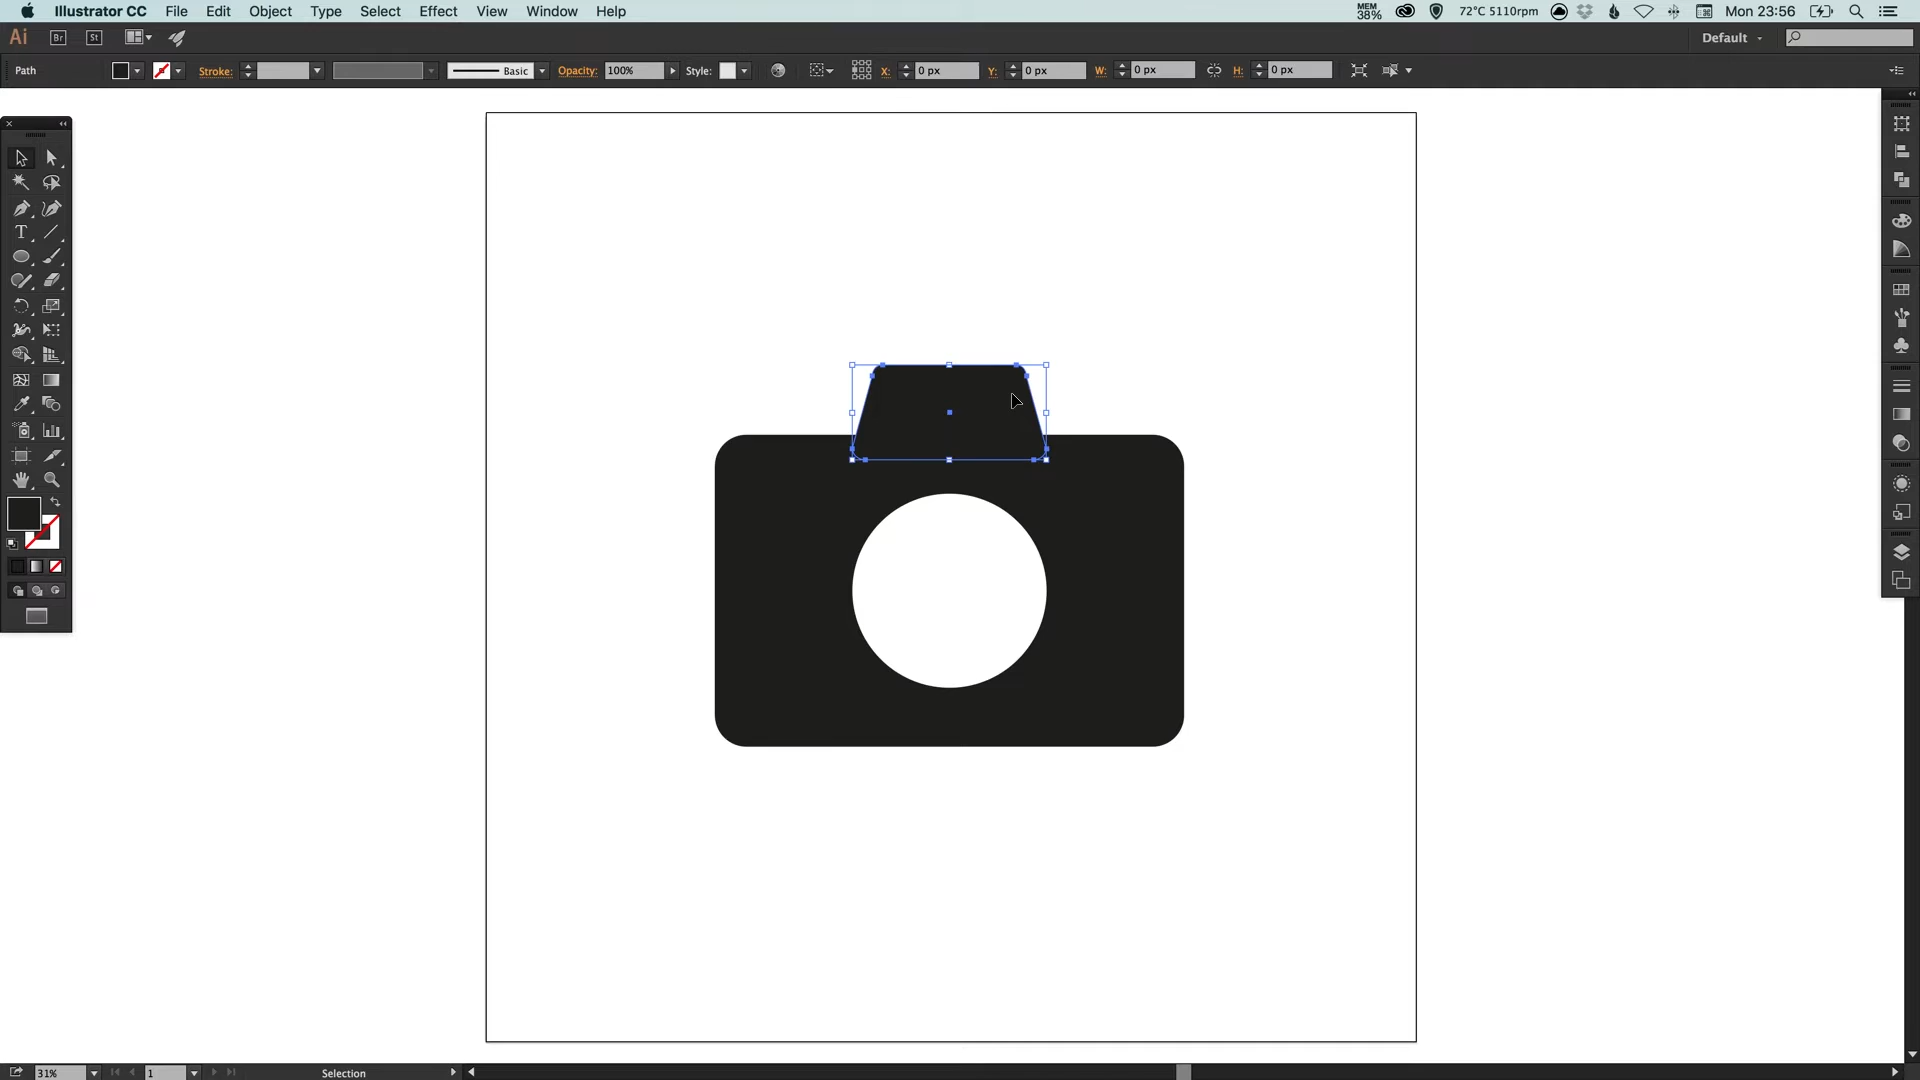 Illustrator CC File Edit Object Type Select Effect View Window Help MEM 38% 72°C 5110rpm Mon 23:56
Ai Br St Default
Path Stroke: Basic Opacity: 100% Style: X: 0 px Y: 0 px W: 0 px H: 0 px
T
31% 1 Selection